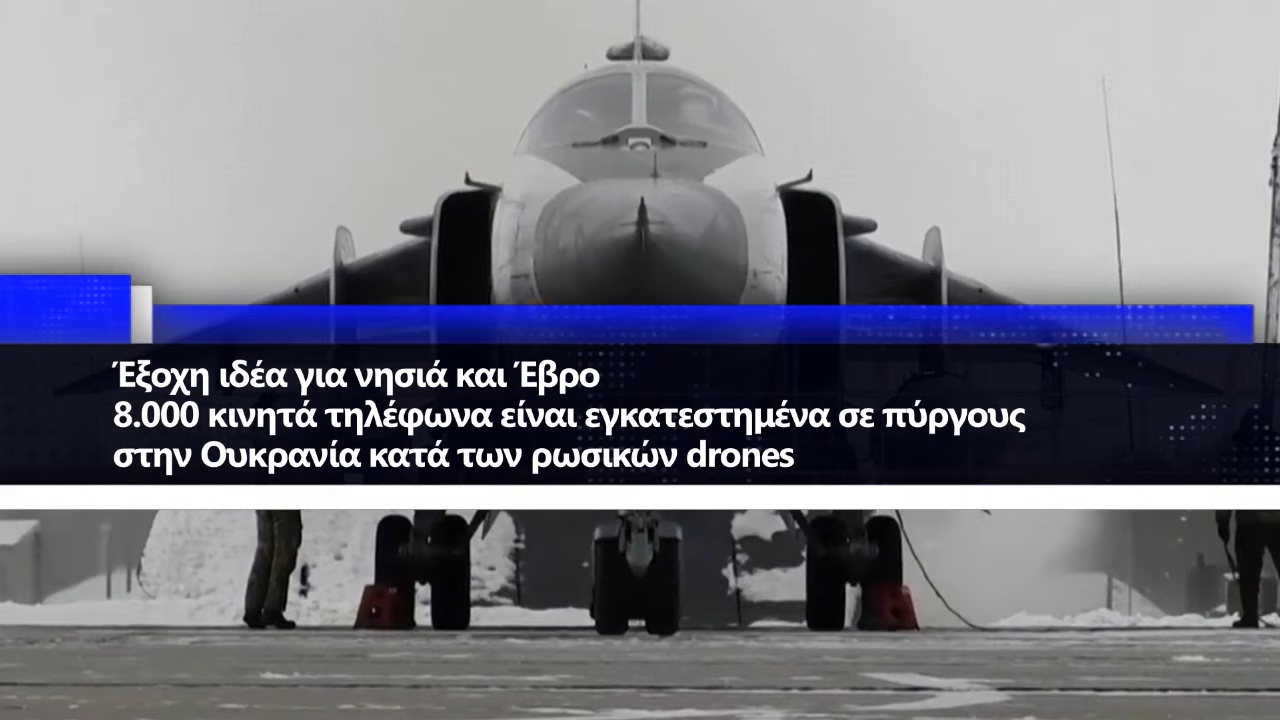 Έξοχη ιδέα για νησιά και Έβρο
8.000 κινητά τηλέφωνα είναι εγκατεστημένα σε πύργους
στην Ουκρανία κατά των ρωσικών drones